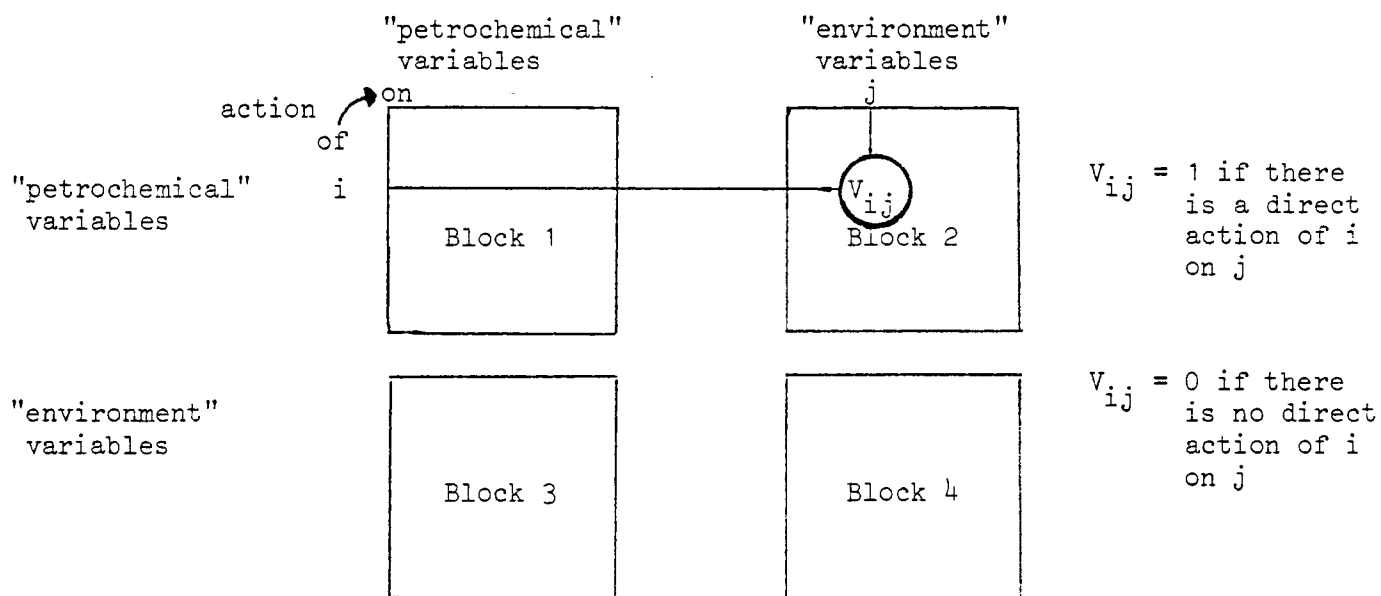 "petrochemical"
variables
"environment"
variables
on
j
action
of
"petrochemical"
variables
i
V_ij
Block 1
Block 2
V_ij = 1 if there
is a direct
action of i
on j
"environment"
variables
V_ij = 0 if there
is no direct
action of i
on j
Block 3
Block 4